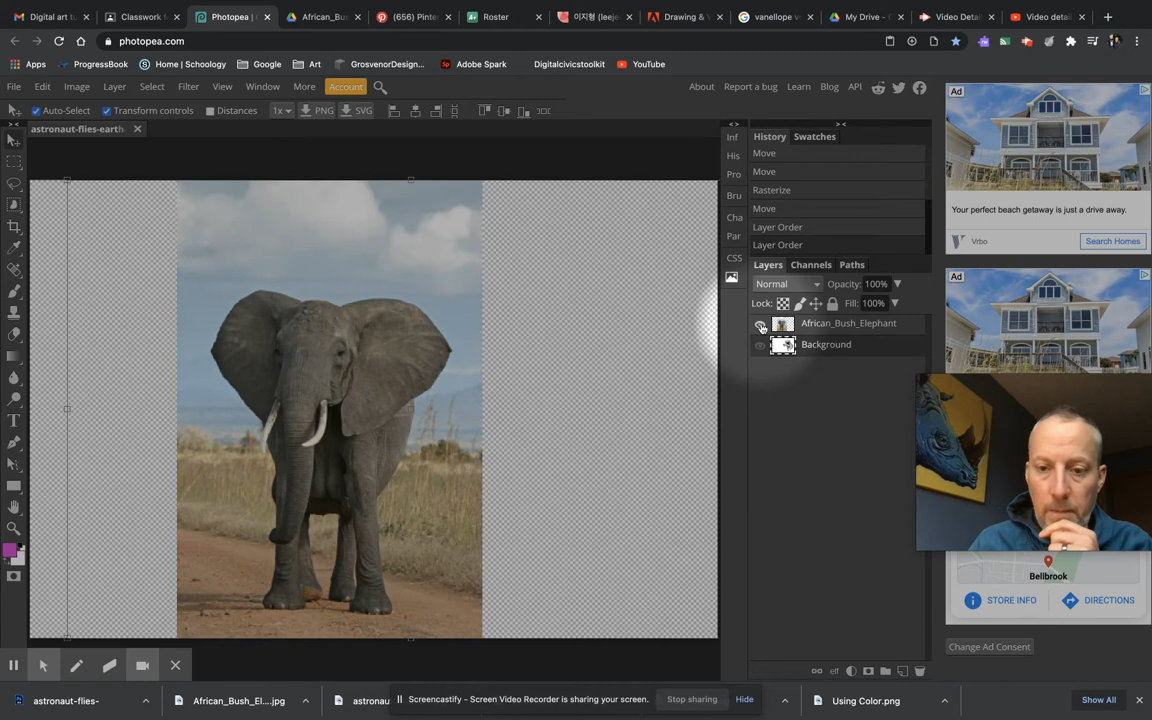 Digital art tu
Classwork
Photopea |
African_Bus
(656) Pinter
Roster
이지형 (leeje
Drawing &
vanellope v
My Drive - G
Video Detail
Video detail
photopea.com
Apps
ProgressBook
Home | Schoology
Google
Art
GrosvenorDesign...
Adobe Spark
Digitalcivicstoolkit
YouTube
File Edit Image Layer Select Filter View Window More Account
About Report a bug Learn Blog API
Auto-Select Transform controls Distances 1x PNG SVG
astronaut-flies-earth
Inf
His
Pro
Bru
Cha
Par
CSS
History Swatches
Move
Move
Rasterize
Move
Layer Order
Layer Order
Layers Channels Paths
Normal Opacity: 100%
Lock: Fill: 100%
African_Bush_Elephant
Background
Ad
Your perfect beach getaway is just a drive away.
Vrbo
Search Homes
Ad
Bellbrook
STORE INFO
DIRECTIONS
Change Ad Consent
astronaut-flies-
African_Bush_El....jpg
astronau
Screencastify - Screen Video Recorder is sharing your screen.
Stop sharing
Hide
Using Color.png
Show All